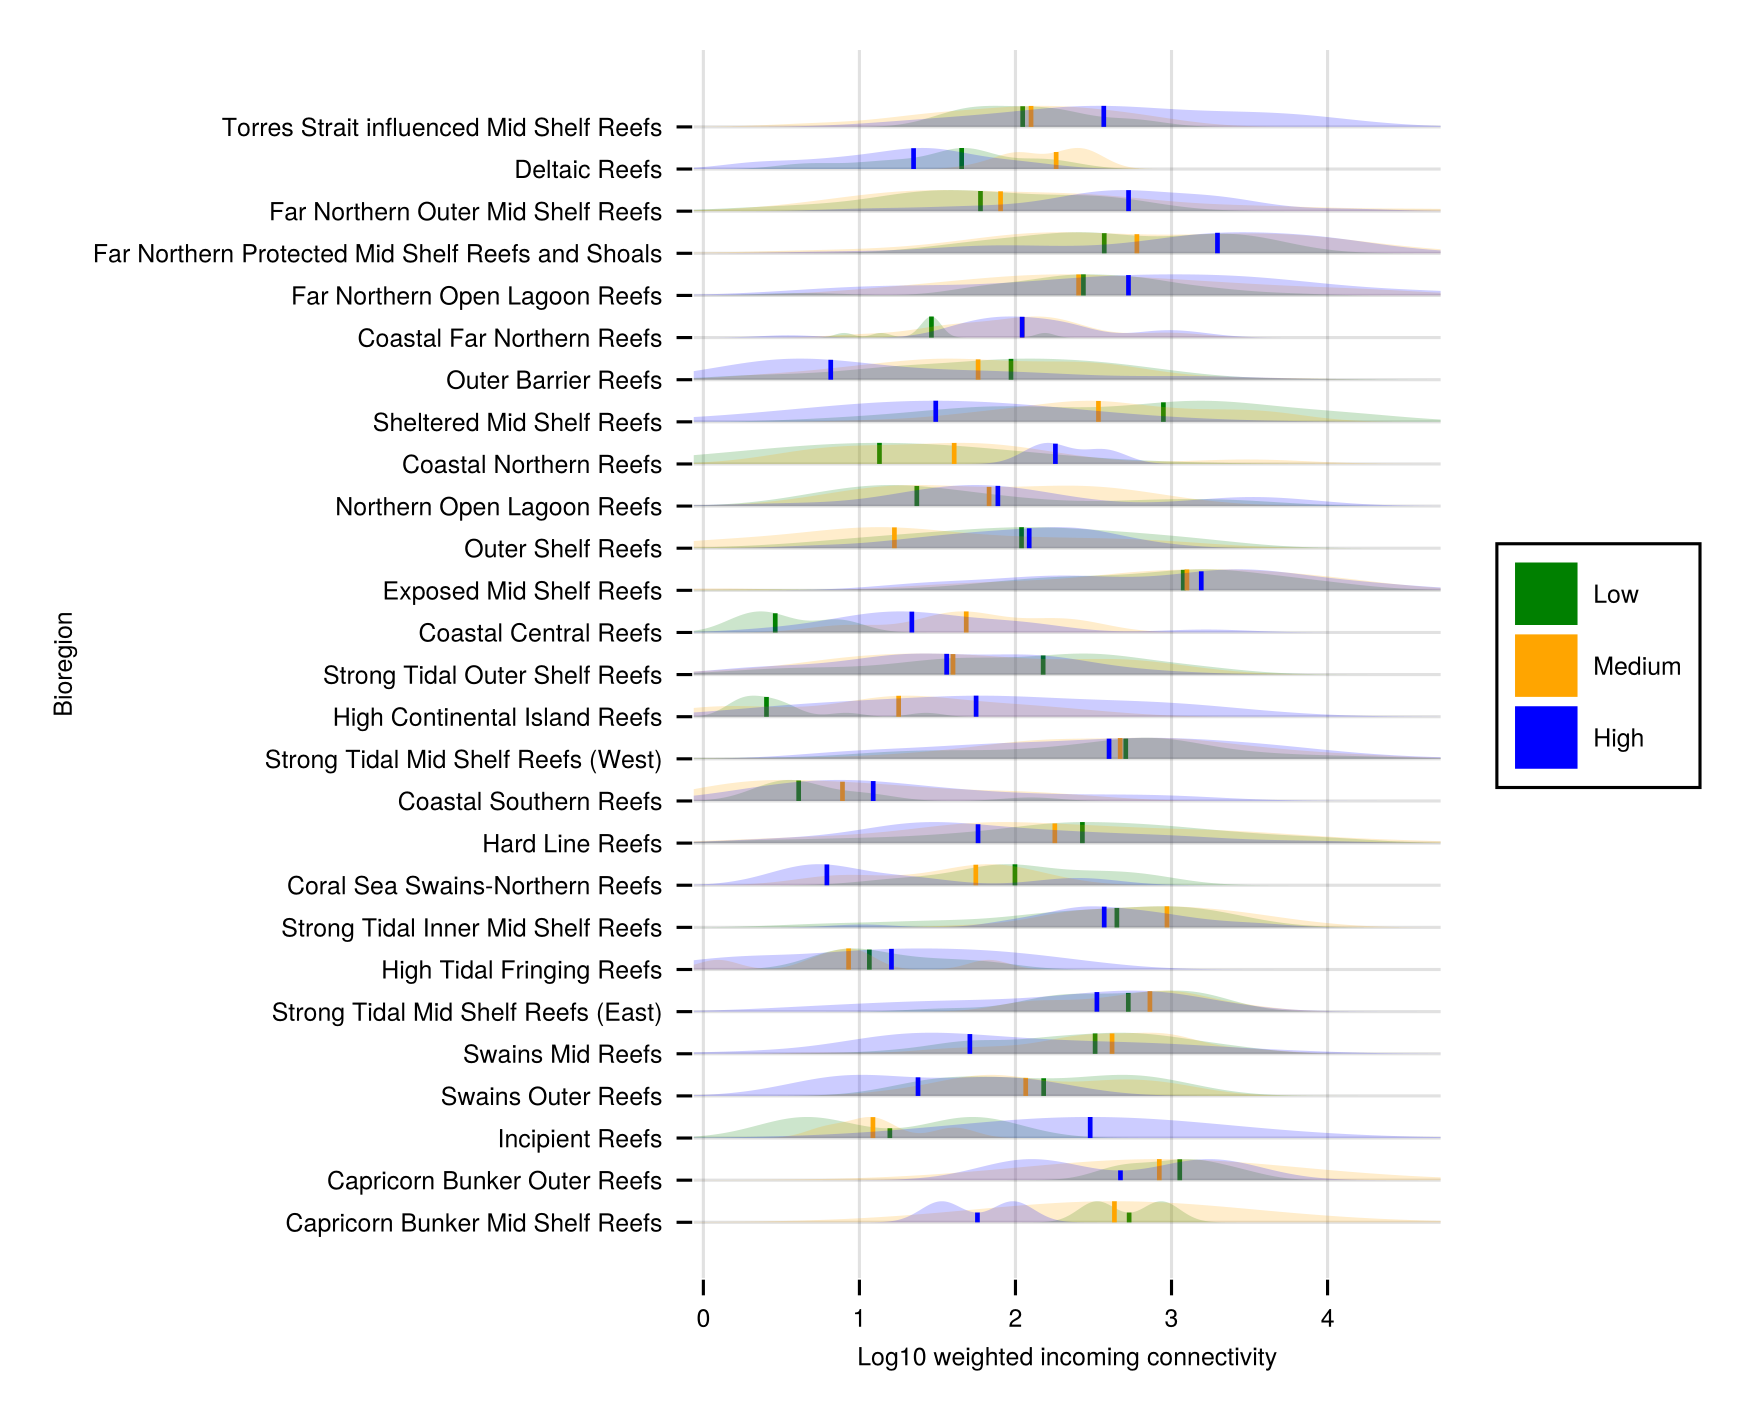 Torres Strait influenced Mid Shelf Reefs
Deltaic Reefs
Far Northern Outer Mid Shelf Reefs
Far Northern Protected Mid Shelf Reefs and Shoals
Far Northern Open Lagoon Reefs
Coastal Far Northern Reefs
Outer Barrier Reefs
Sheltered Mid Shelf Reefs
Coastal Northern Reefs
Northern Open Lagoon Reefs
Outer Shelf Reefs
Exposed Mid Shelf Reefs
Coastal Central Reefs
Strong Tidal Outer Shelf Reefs
High Continental Island Reefs
Strong Tidal Mid Shelf Reefs (West)
Coastal Southern Reefs
Hard Line Reefs
Coral Sea Swains-Northern Reefs
Strong Tidal Inner Mid Shelf Reefs
High Tidal Fringing Reefs
Strong Tidal Mid Shelf Reefs (East)
Swains Mid Reefs
Swains Outer Reefs
Incipient Reefs
Capricorn Bunker Outer Reefs
Capricorn Bunker Mid Shelf Reefs
Bioregion
0 1 2 3 4
Log10 weighted incoming connectivity
Low
Medium
High